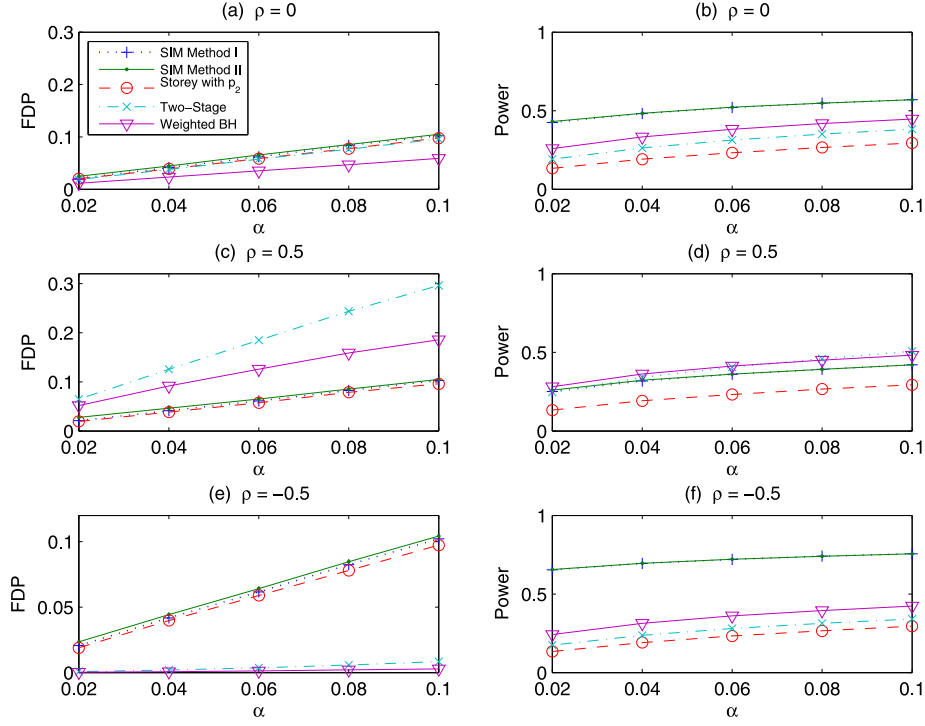 (a) ρ = 0
0.3
0.2
0.1
0
FDP
SIM Method I
SIM Method II
Storey with p2
Two−Stage
Weighted BH
0.02 0.04 0.06 0.08 0.1
α
(b) ρ = 0
1
0.5
0
Power
0.02 0.04 0.06 0.08 0.1
α
(c) ρ = 0.5
0.3
0.2
0.1
0
FDP
0.02 0.04 0.06 0.08 0.1
α
(d) ρ = 0.5
1
0.5
0
Power
0.02 0.04 0.06 0.08 0.1
α
(e) ρ = −0.5
0.1
0.05
0
FDP
0.02 0.04 0.06 0.08 0.1
α
(f) ρ = −0.5
1
0.5
0
Power
0.02 0.04 0.06 0.08 0.1
α